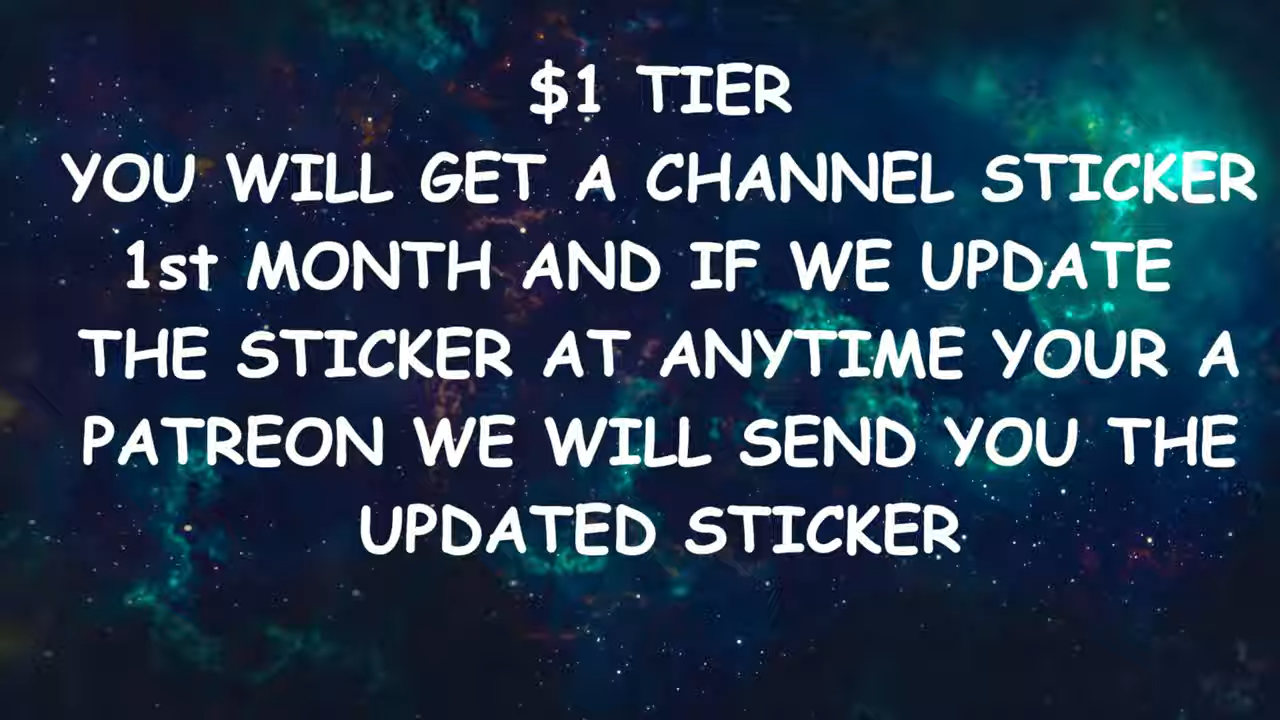 $1 TIER
YOU WILL GET A CHANNEL STICKER
1st MONTH AND IF WE UPDATE
THE STICKER AT ANYTIME YOUR A
PATREON WE WILL SEND YOU THE
UPDATED STICKER